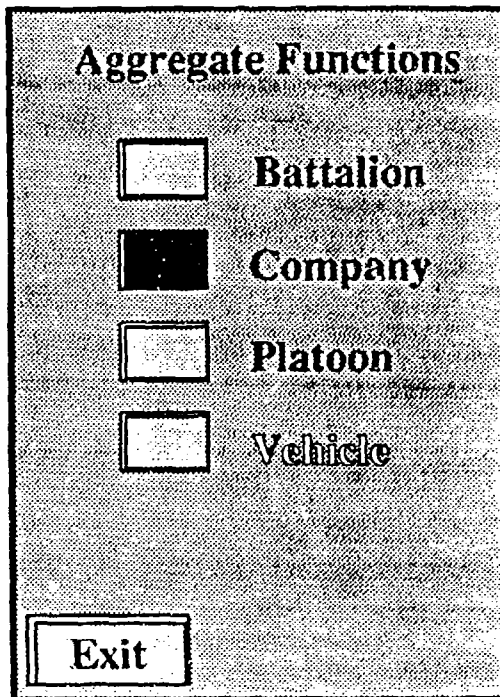 Aggregate Functions
Battalion
Company
Platoon
Vehicle
Exit